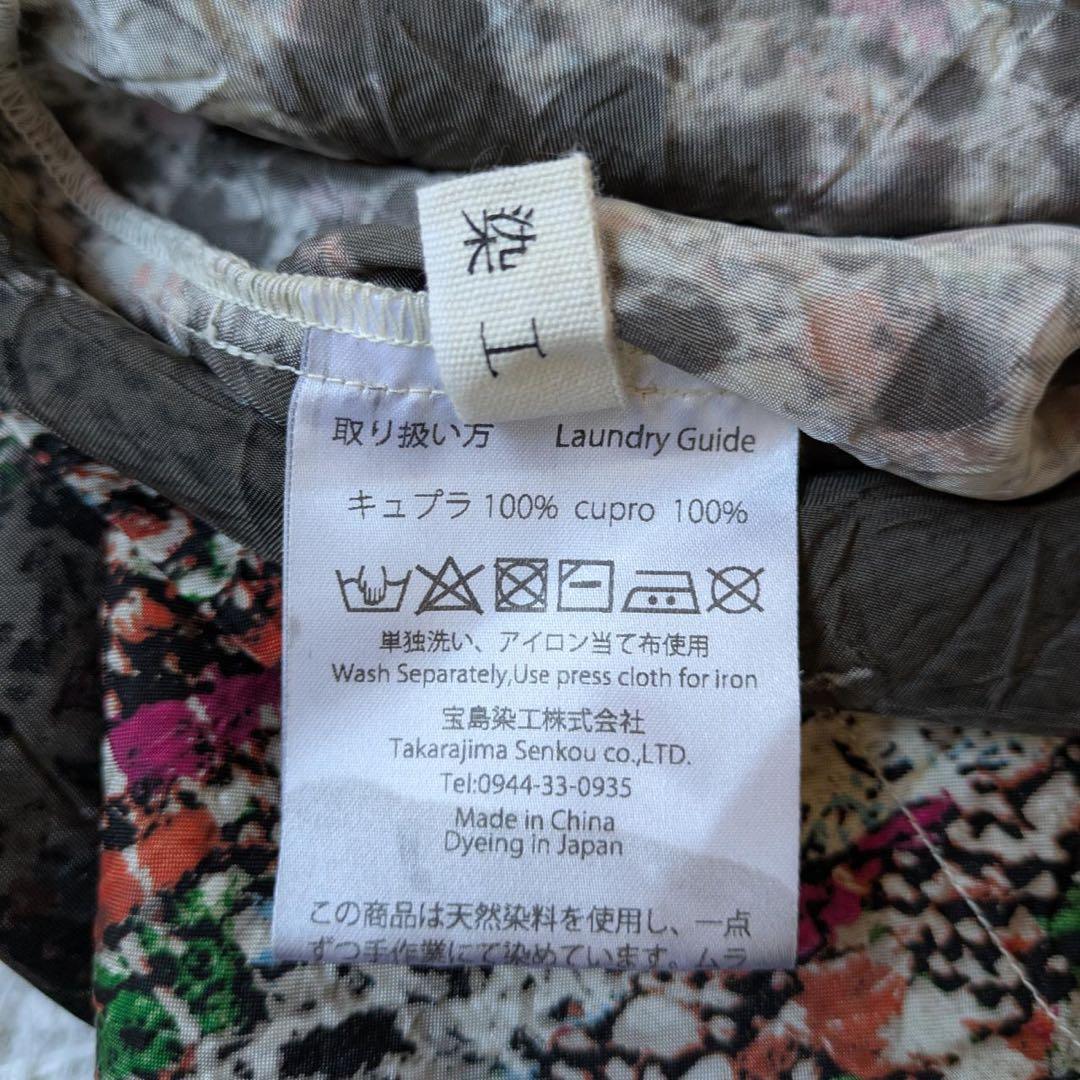 染工
取り扱い方 Laundry Guide
キュプラ 100% cupro 100%
単独洗い、アイロン当て布使用
Wash Separately,Use press cloth for iron
宝島染工株式会社
Takarajima Senkou co.,LTD.
Tel:0944-33-0935
Made in China
Dyeing in Japan
この商品は天然染料を使用し、一点
ずつ手作業にて染めています。ムラ